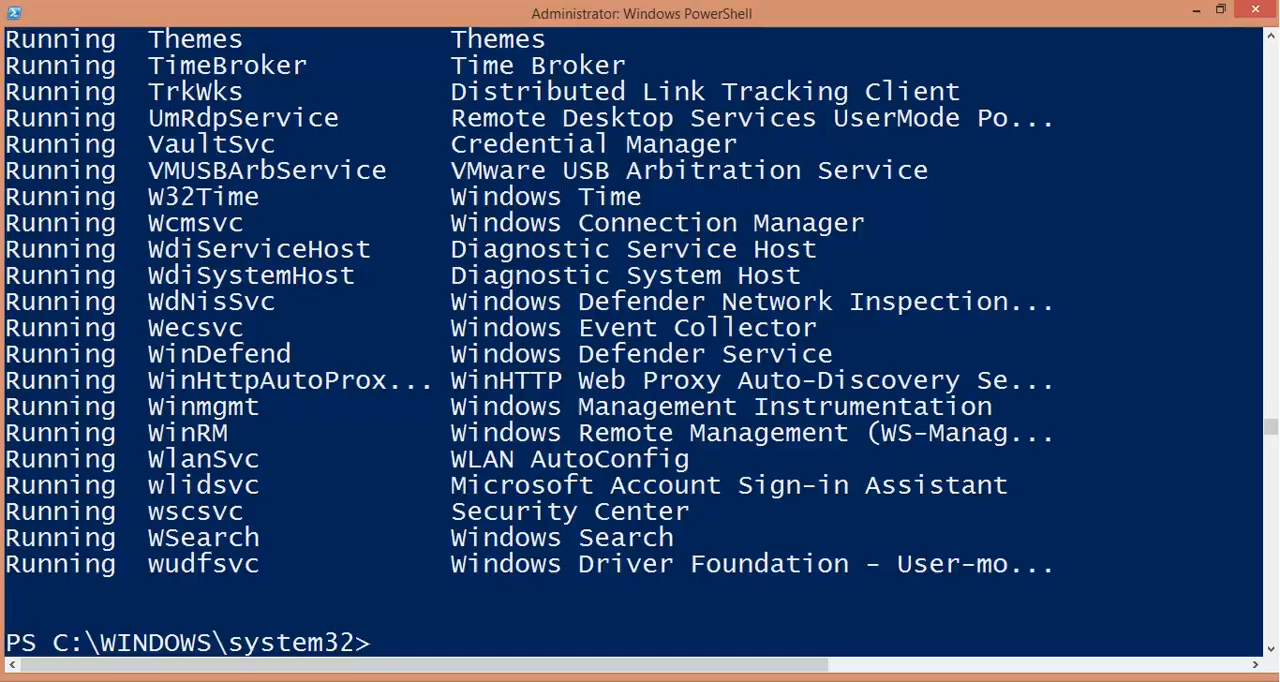 Administrator: Windows PowerShell
Running  Themes             Themes
Running  TimeBroker         Time Broker
Running  TrkWks             Distributed Link Tracking Client
Running  UmRdpService       Remote Desktop Services UserMode Po...
Running  VaultSvc           Credential Manager
Running  VMUSBArbService    VMware USB Arbitration Service
Running  W32Time            Windows Time
Running  Wcmsvc             Windows Connection Manager
Running  WdiServiceHost     Diagnostic Service Host
Running  WdiSystemHost      Diagnostic System Host
Running  WdNisSvc           Windows Defender Network Inspection...
Running  Wecsvc             Windows Event Collector
Running  WinDefend          Windows Defender Service
Running  WinHttpAutoProx... WinHTTP Web Proxy Auto-Discovery Se...
Running  Winmgmt            Windows Management Instrumentation
Running  WinRM              Windows Remote Management (WS-Manag...
Running  WlanSvc            WLAN AutoConfig
Running  wlidsvc            Microsoft Account Sign-in Assistant
Running  wscsvc             Security Center
Running  WSearch            Windows Search
Running  wudfsvc            Windows Driver Foundation - User-mo...
PS C:\WINDOWS\system32>